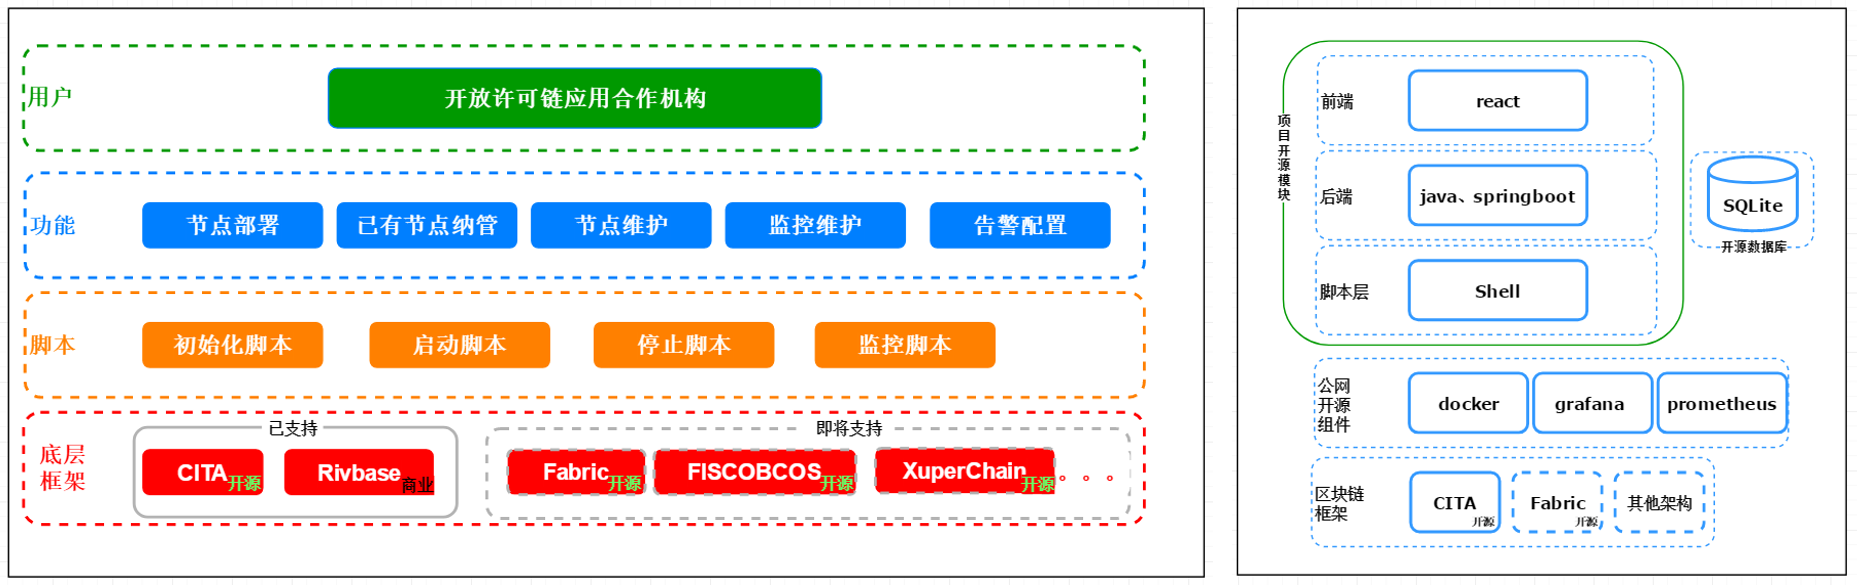 用户
开放许可链应用合作机构
功能
节点部署
已有节点纳管
节点维护
监控维护
告警配置
脚本
初始化脚本
启动脚本
停止脚本
监控脚本
底层
框架
已支持
CITA
开源
Rivbase
商业
即将支持
Fabric
开源
FISCOBCOS
开源
XuperChain
开源
。。。
项
目
开
源
模
块
前端
react
后端
java、springboot
脚本层
Shell
SQLite
开源数据库
公网
开源
组件
docker
grafana
prometheus
区块链
框架
CITA
开源
Fabric
开源
其他架构